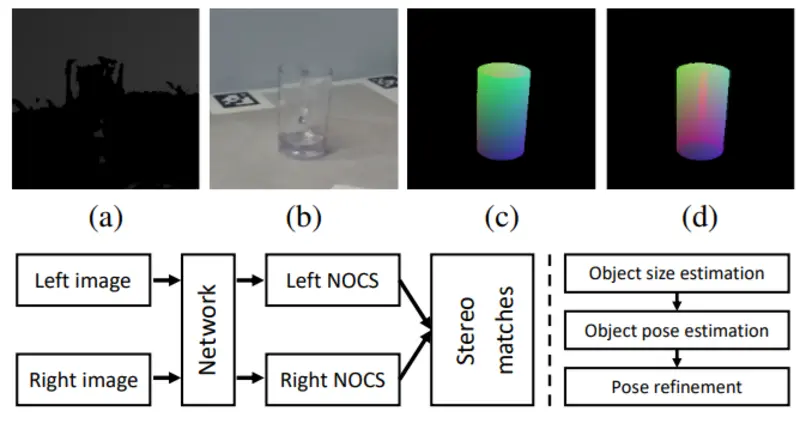 (a)
(b)
(c)
(d)
Left image
Right image
Network
Left NOCS
Right NOCS
Stereo
matches
Object size estimation
Object pose estimation
Pose refinement